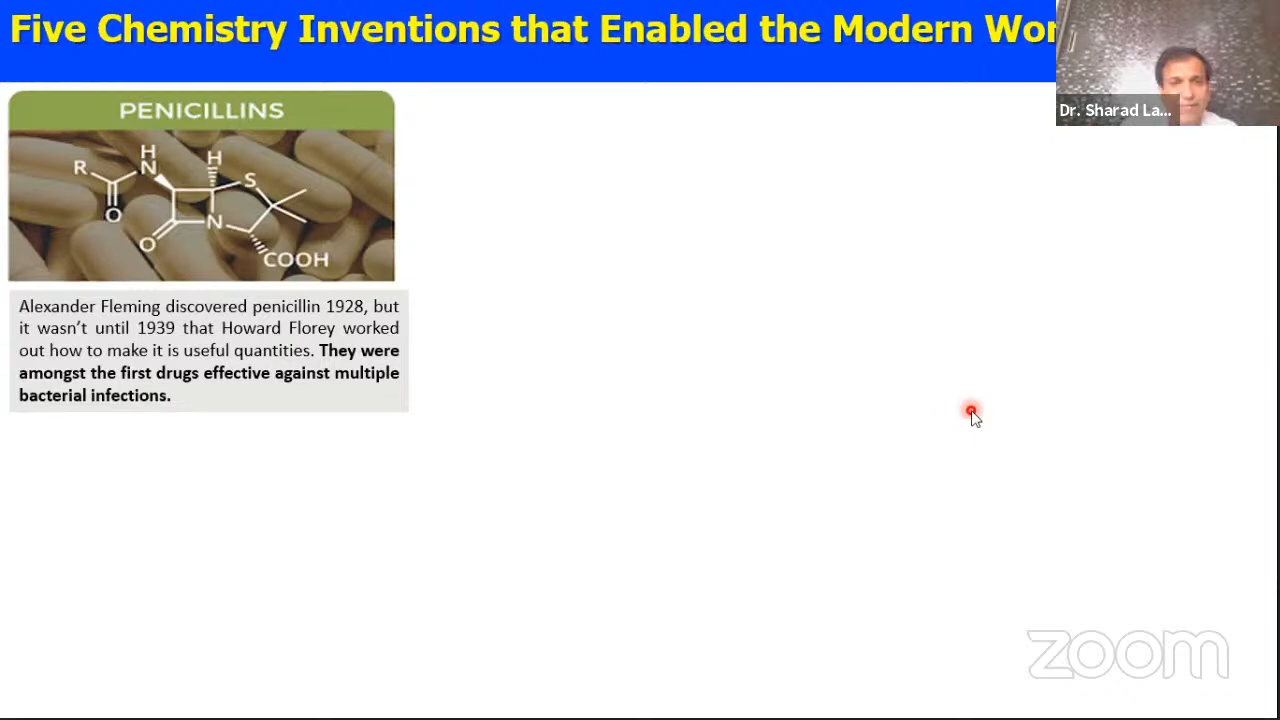 Five Chemistry Inventions that Enabled the Modern Wor
Dr. Sharad La...
PENICILLINS
H
N
H
R
S
O
N
O
COOH
Alexander Fleming discovered penicillin 1928, but
it wasn't until 1939 that Howard Florey worked
out how to make it is useful quantities. They were
amongst the first drugs effective against multiple
bacterial infections.
zoom